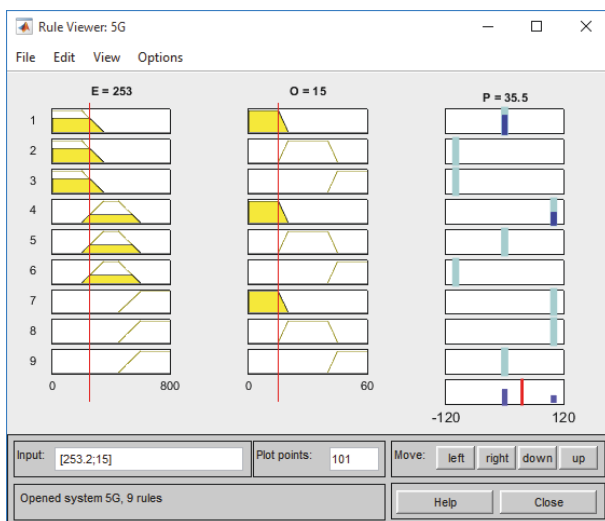 Rule Viewer: 5G
File Edit View Options
E = 253 O = 15 P = 35.5
1
2
3
4
5
6
7
8
9
0 800 0 60
-120 120
Input: [253.2;15] Plot points: 101 Move: left right down up
Opened system 5G, 9 rules Help Close